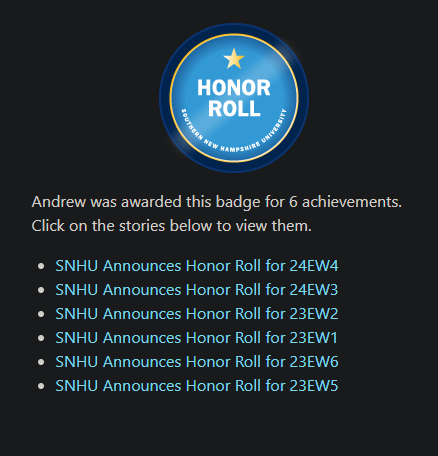 HONOR
ROLL
SOUTHERN NEW HAMPSHIRE UNIVERSITY
Andrew was awarded this badge for 6 achievements.
Click on the stories below to view them.
SNHU Announces Honor Roll for 24EW4
SNHU Announces Honor Roll for 24EW3
SNHU Announces Honor Roll for 23EW2
SNHU Announces Honor Roll for 23EW1
SNHU Announces Honor Roll for 23EW6
SNHU Announces Honor Roll for 23EW5